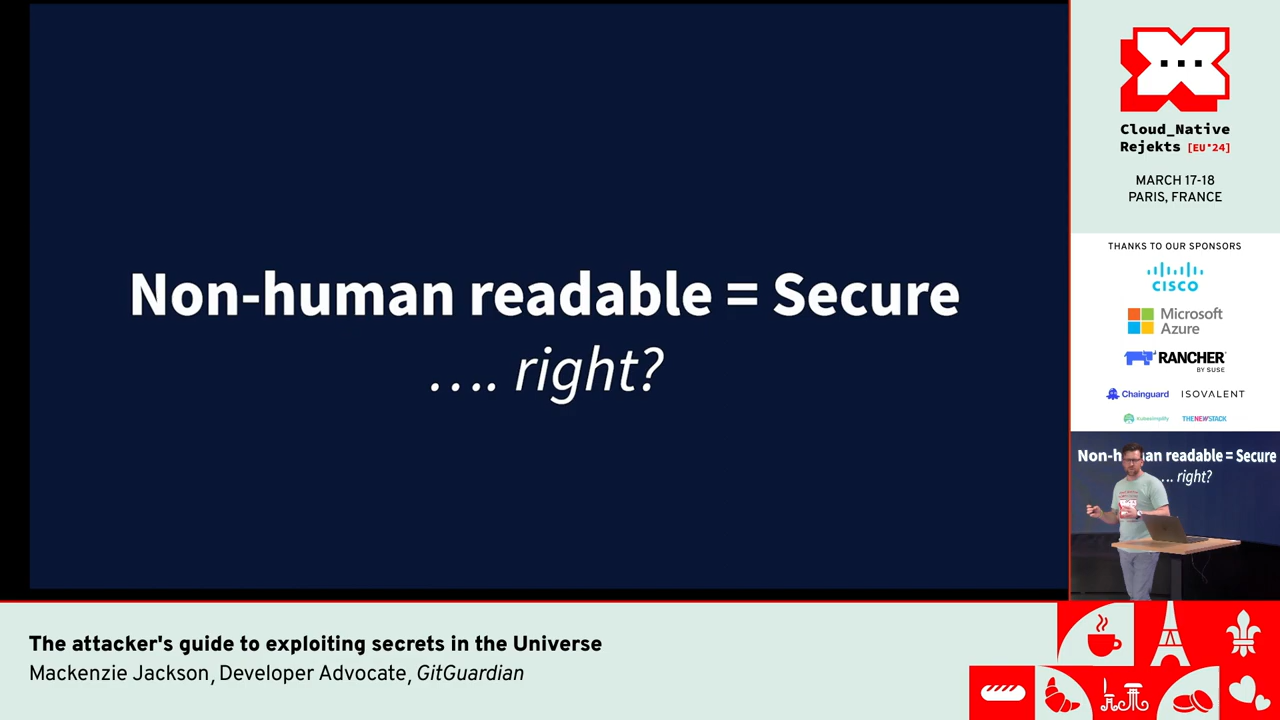 Non-human readable = Secure
.... right?
Cloud_Native
Rejekts [EU*24]
MARCH 17-18
PARIS, FRANCE
THANKS TO OUR SPONSORS
CISCO
Microsoft
Azure
RANCHER
BY SUSE
Chainguard ISOVALENT
Kubesimplify THENEWSTACK
Non-h an readable = Secure
... right?
The attacker's guide to exploiting secrets in the Universe
Mackenzie Jackson, Developer Advocate, GitGuardian